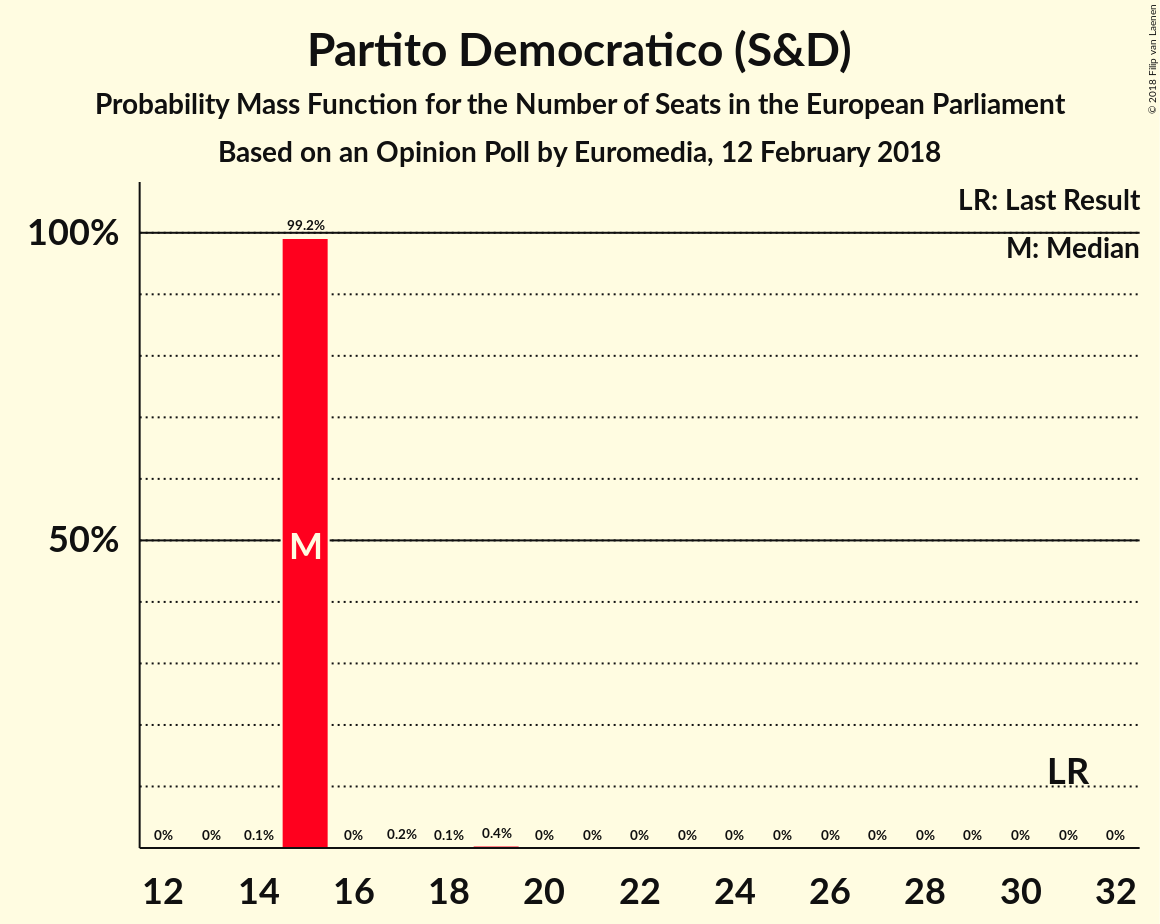 Partito Democratico (S&D)
Probability Mass Function for the Number of Seats in the European Parliament
Based on an Opinion Poll by Euromedia, 12 February 2018
© 2018 Filip van Laenen
LR: Last Result
M: Median
100%
50%
99.2%
M
LR
0% 0% 0.1% 0% 0.2% 0.1% 0.4% 0% 0% 0% 0% 0% 0% 0% 0% 0% 0% 0% 0% 0%
12 14 16 18 20 22 24 26 28 30 32